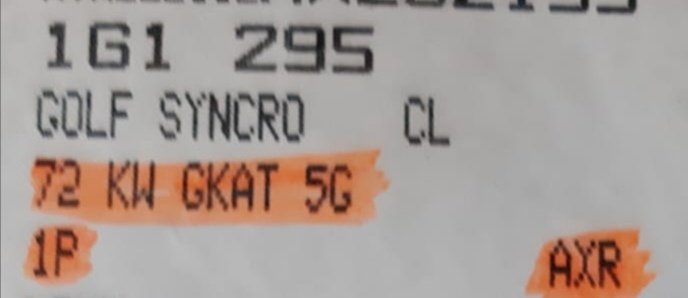 1G1 295
GOLF SYNCRO CL
72 KW GKAT 5G
1P AXR